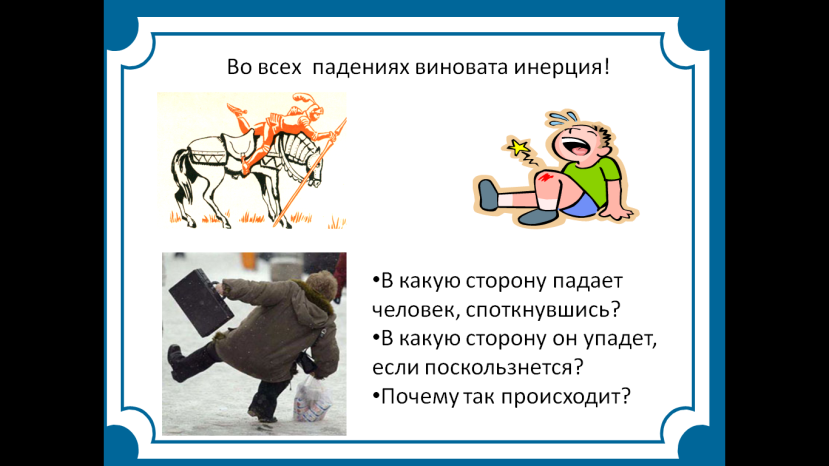 Во всех падениях виновата инерция!
•В какую сторону падает
человек, споткнувшись?
•В какую сторону он упадет,
если поскользнется?
•Почему так происходит?